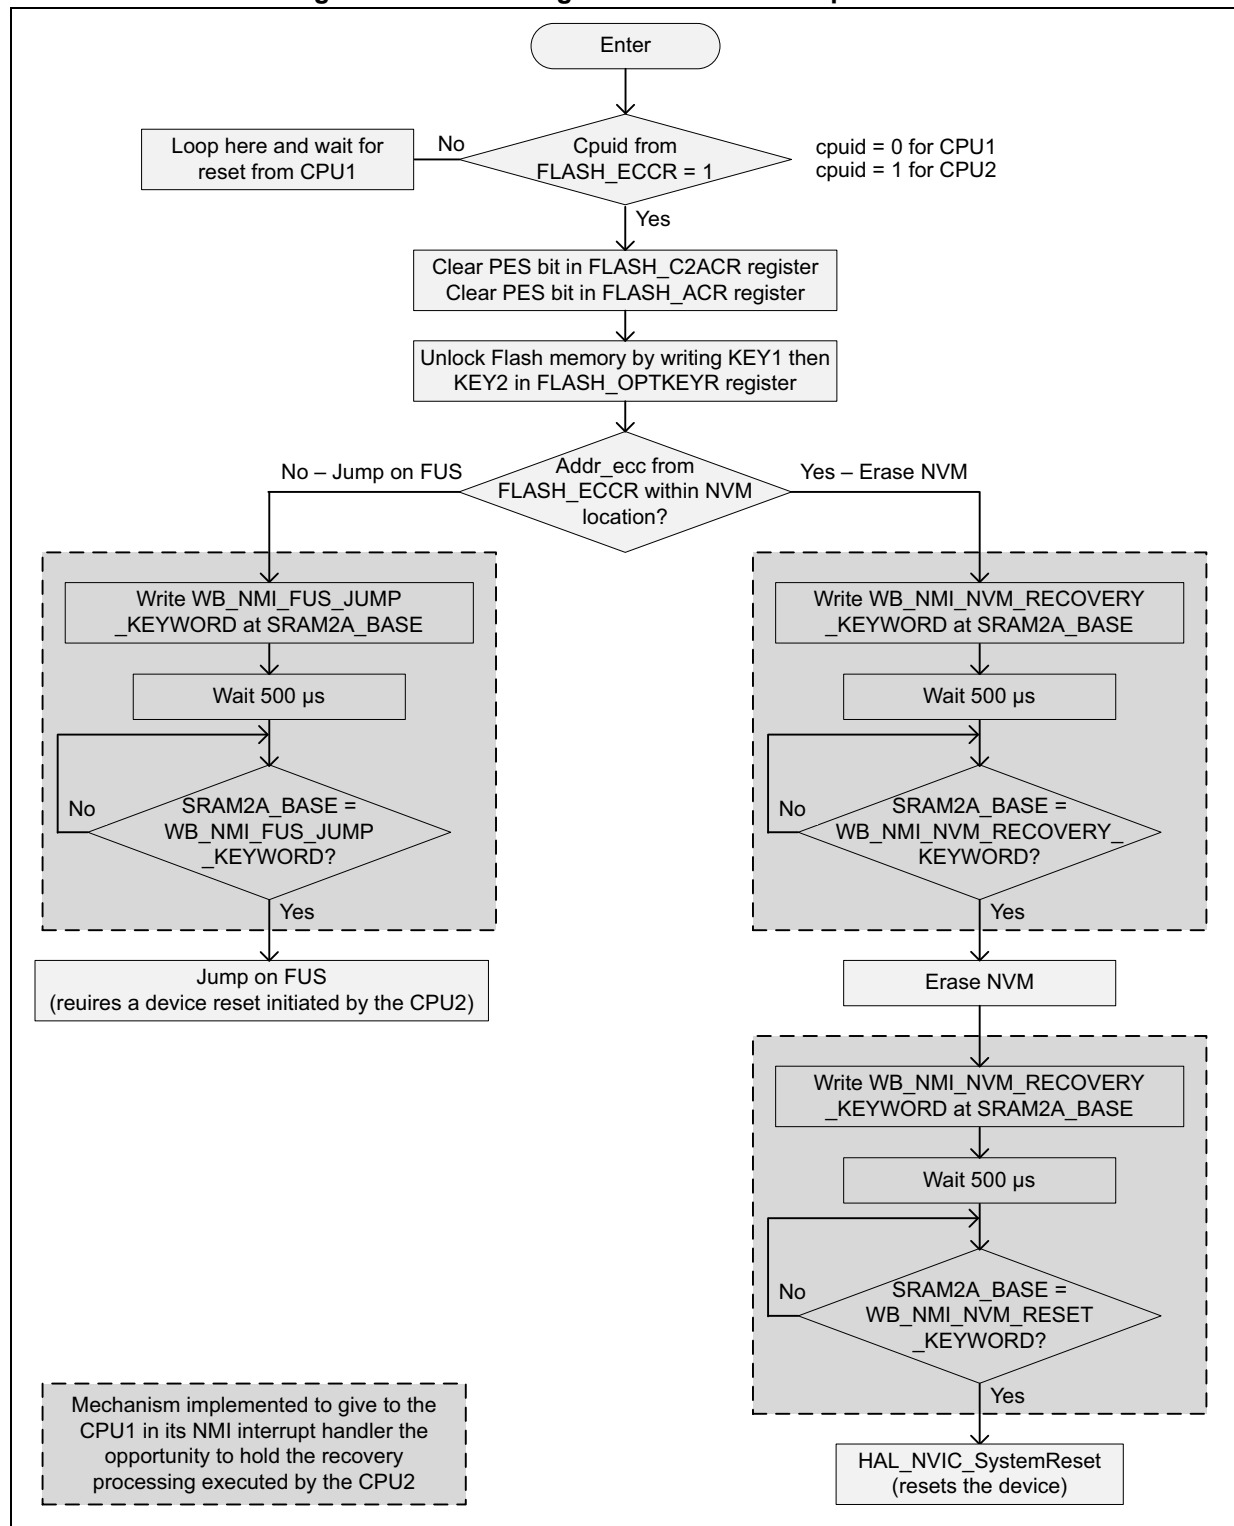 Enter
Loop here and wait for
reset from CPU1
No
Cpuid from
FLASH_ECCR = 1
cpuid = 0 for CPU1
cpuid = 1 for CPU2
Yes
Clear PES bit in FLASH_C2ACR register
Clear PES bit in FLASH_ACR register
Unlock Flash memory by writing KEY1 then
KEY2 in FLASH_OPTKEYR register
No – Jump on FUS
Addr_ecc from
FLASH_ECCR within NVM
location?
Yes – Erase NVM
Write WB_NMI_FUS_JUMP
_KEYWORD at SRAM2A_BASE
Wait 500 µs
No
SRAM2A_BASE =
WB_NMI_FUS_JUMP
_KEYWORD?
Yes
Jump on FUS
(reuires a device reset initiated by the CPU2)
Write WB_NMI_NVM_RECOVERY
_KEYWORD at SRAM2A_BASE
Wait 500 µs
No
SRAM2A_BASE =
WB_NMI_NVM_RECOVERY_
KEYWORD?
Yes
Erase NVM
Write WB_NMI_NVM_RECOVERY
_KEYWORD at SRAM2A_BASE
Wait 500 µs
No
SRAM2A_BASE =
WB_NMI_NVM_RESET
_KEYWORD?
Yes
HAL_NVIC_SystemReset
(resets the device)
Mechanism implemented to give to the
CPU1 in its NMI interrupt handler the
opportunity to hold the recovery
processing executed by the CPU2